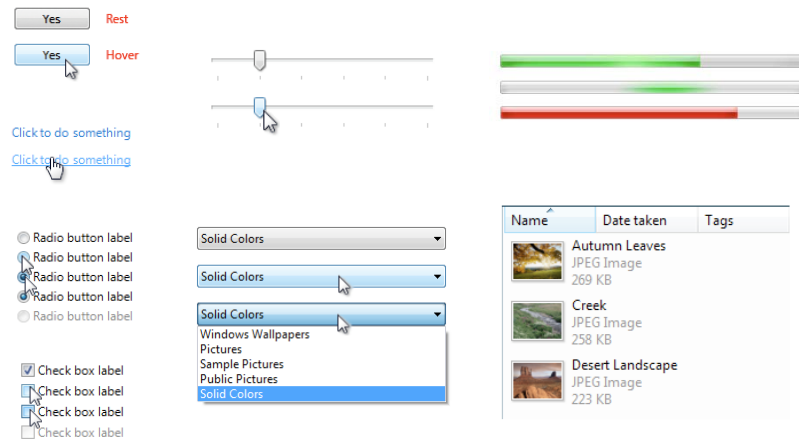 Yes Rest
Yes Hover
Click to do something
Click to do something
Radio button label
Radio button label
Radio button label
Radio button label
Radio button label
Check box label
Check box label
Check box label
Check box label
Solid Colors
Solid Colors
Solid Colors
Windows Wallpapers
Pictures
Sample Pictures
Public Pictures
Solid Colors
Name Date taken Tags
Autumn Leaves
JPEG Image
269 KB
Creek
JPEG Image
258 KB
Desert Landscape
JPEG Image
223 KB